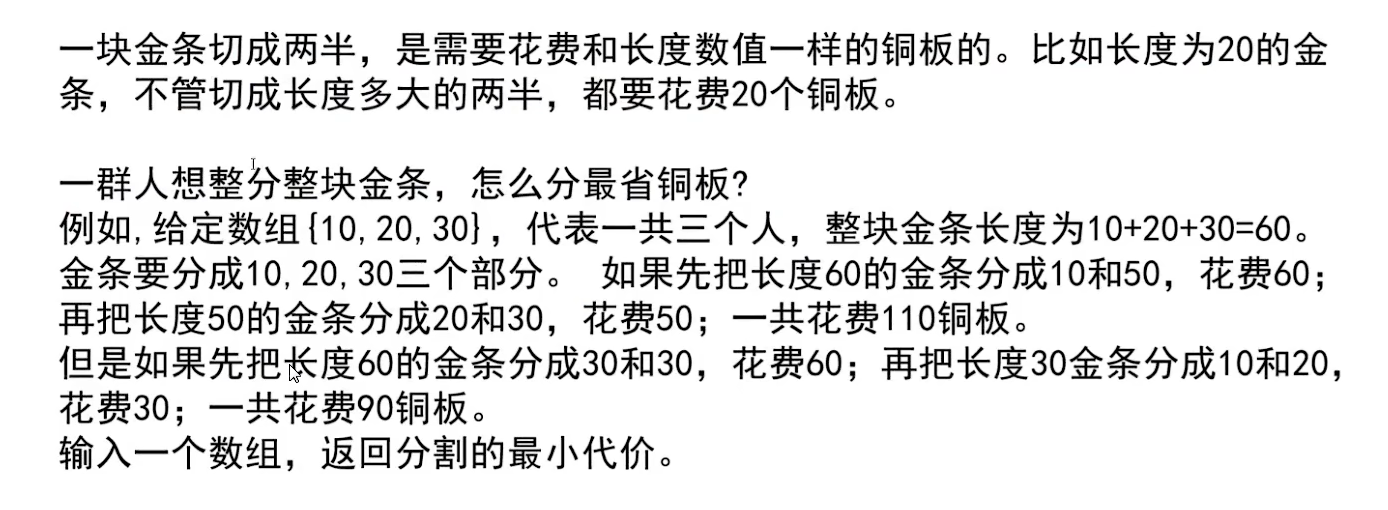 一块金条切成两半，是需要花费和长度数值一样的铜板的。比如长度为20的金
条，不管切成长度多大的两半，都要花费20个铜板。
一群人想整分整块金条，怎么分最省铜板?
例如,给定数组{10,20,30}，代表一共三个人，整块金条长度为10+20+30=60。
金条要分成10,20,30三个部分。 如果先把长度60的金条分成10和50，花费60；
再把长度50的金条分成20和30，花费50；一共花费110铜板。
但是如果先把长度60的金条分成30和30，花费60；再把长度30金条分成10和20，
花费30；一共花费90铜板。
输入一个数组，返回分割的最小代价。